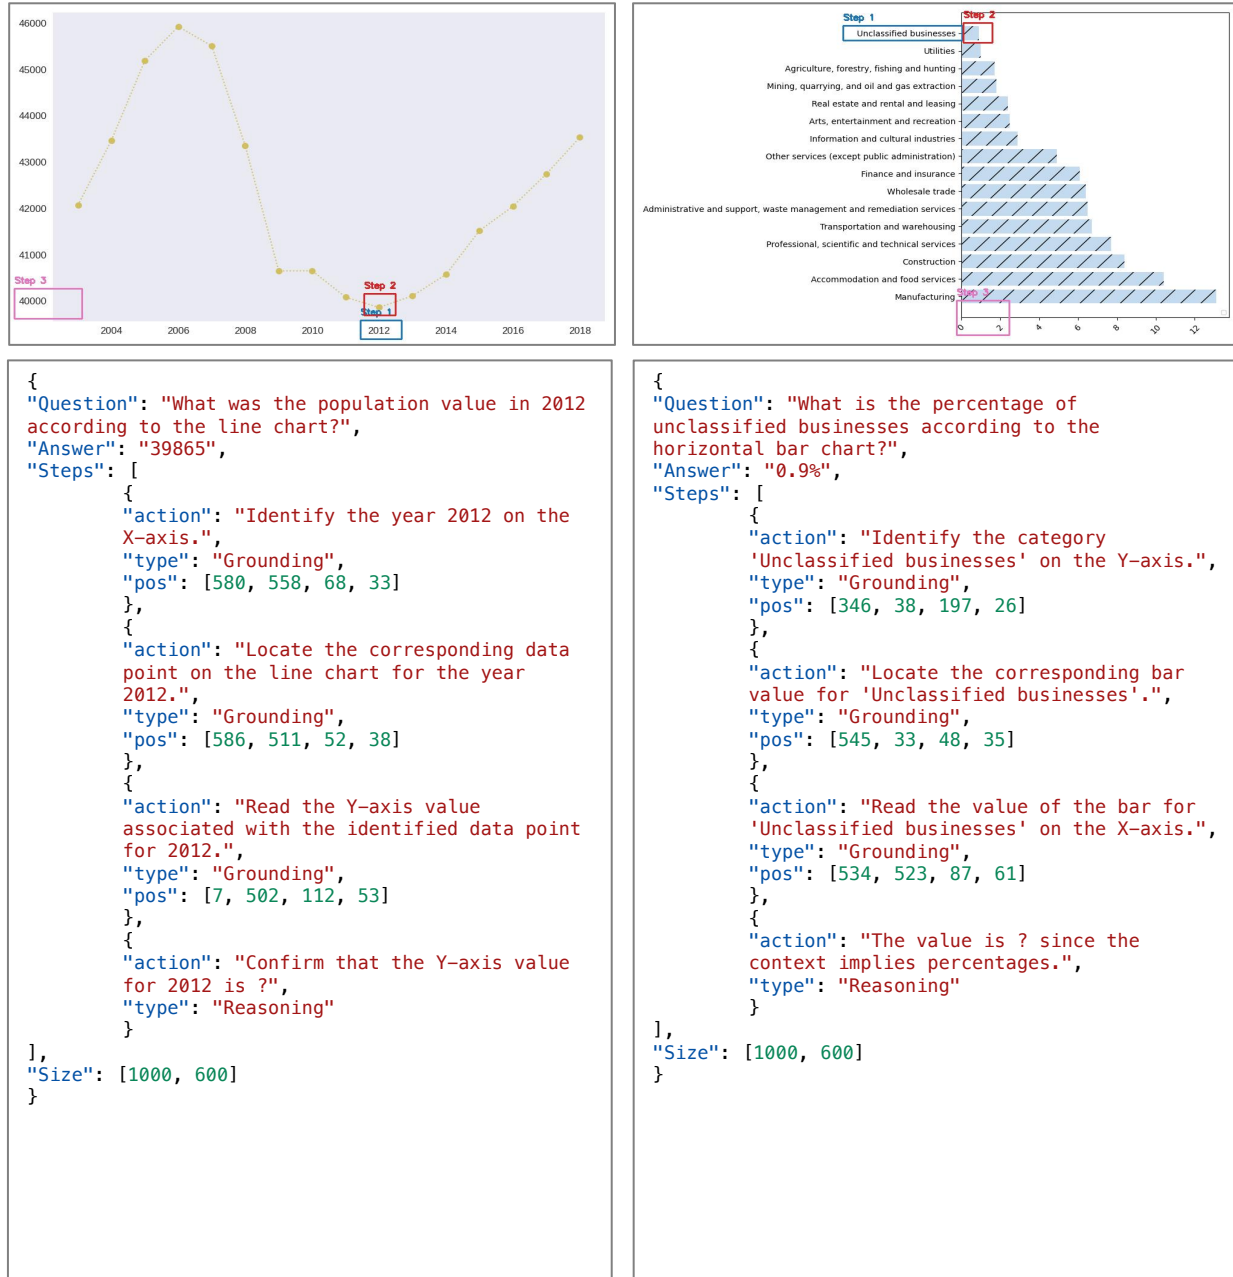 46000
45000
44000
43000
42000
41000
Step 3
40000
Step 2
Step 1
2004
2006
2008
2010
2012
2014
2016
2018
Step 1
Step 2
Unclassified businesses
Utilities
Agriculture, forestry, fishing and hunting
Mining, quarrying, and oil and gas extraction
Real estate and rental and leasing
Arts, entertainment and recreation
Information and cultural industries
Other services (except public administration)
Finance and insurance
Wholesale trade
Administrative and support, waste management and remediation services
Transportation and warehousing
Professional, scientific and technical services
Construction
Accommodation and food services
Step 3
Manufacturing
0
2
4
6
8
10
12
{
"Question": "What was the population value in 2012
according to the line chart?",
"Answer": "39865",
"Steps": [
{
"action": "Identify the year 2012 on the
X-axis.",
"type": "Grounding",
"pos": [580, 558, 68, 33]
},
{
"action": "Locate the corresponding data
point on the line chart for the year
2012.",
"type": "Grounding",
"pos": [586, 511, 52, 38]
},
{
"action": "Read the Y-axis value
associated with the identified data point
for 2012.",
"type": "Grounding",
"pos": [7, 502, 112, 53]
},
{
"action": "Confirm that the Y-axis value
for 2012 is ?",
"type": "Reasoning"
}
],
"Size": [1000, 600]
}
{
"Question": "What is the percentage of
unclassified businesses according to the
horizontal bar chart?",
"Answer": "0.9%",
"Steps": [
{
"action": "Identify the category
'Unclassified businesses' on the Y-axis.",
"type": "Grounding",
"pos": [346, 38, 197, 26]
},
{
"action": "Locate the corresponding bar
value for 'Unclassified businesses'.",
"type": "Grounding",
"pos": [545, 33, 48, 35]
},
{
"action": "Read the value of the bar for
'Unclassified businesses' on the X-axis.",
"type": "Grounding",
"pos": [534, 523, 87, 61]
},
{
"action": "The value is ? since the
context implies percentages.",
"type": "Reasoning"
}
],
"Size": [1000, 600]
}